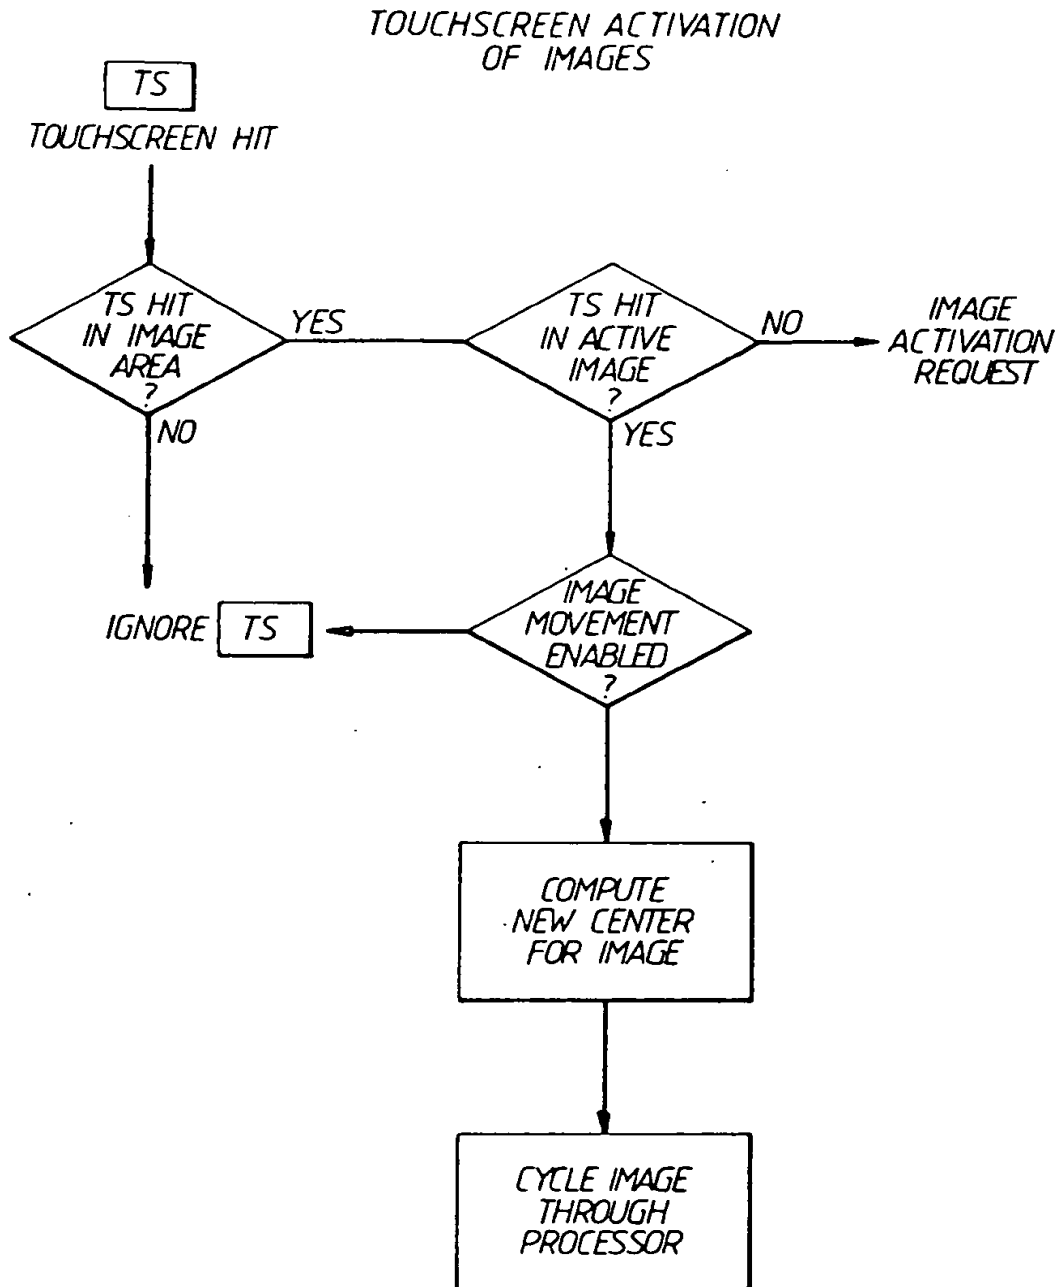 TOUCHSCREEN ACTIVATION
OF IMAGES
TS
TOUCHSCREEN HIT
TS HIT
IN IMAGE
AREA
?
YES
NO
TS HIT
IN ACTIVE
IMAGE
?
NO
YES
IMAGE
ACTIVATION
REQUEST
IMAGE
MOVEMENT
ENABLED
?
IGNORE TS
COMPUTE
NEW CENTER
FOR IMAGE
CYCLE IMAGE
THROUGH
PROCESSOR